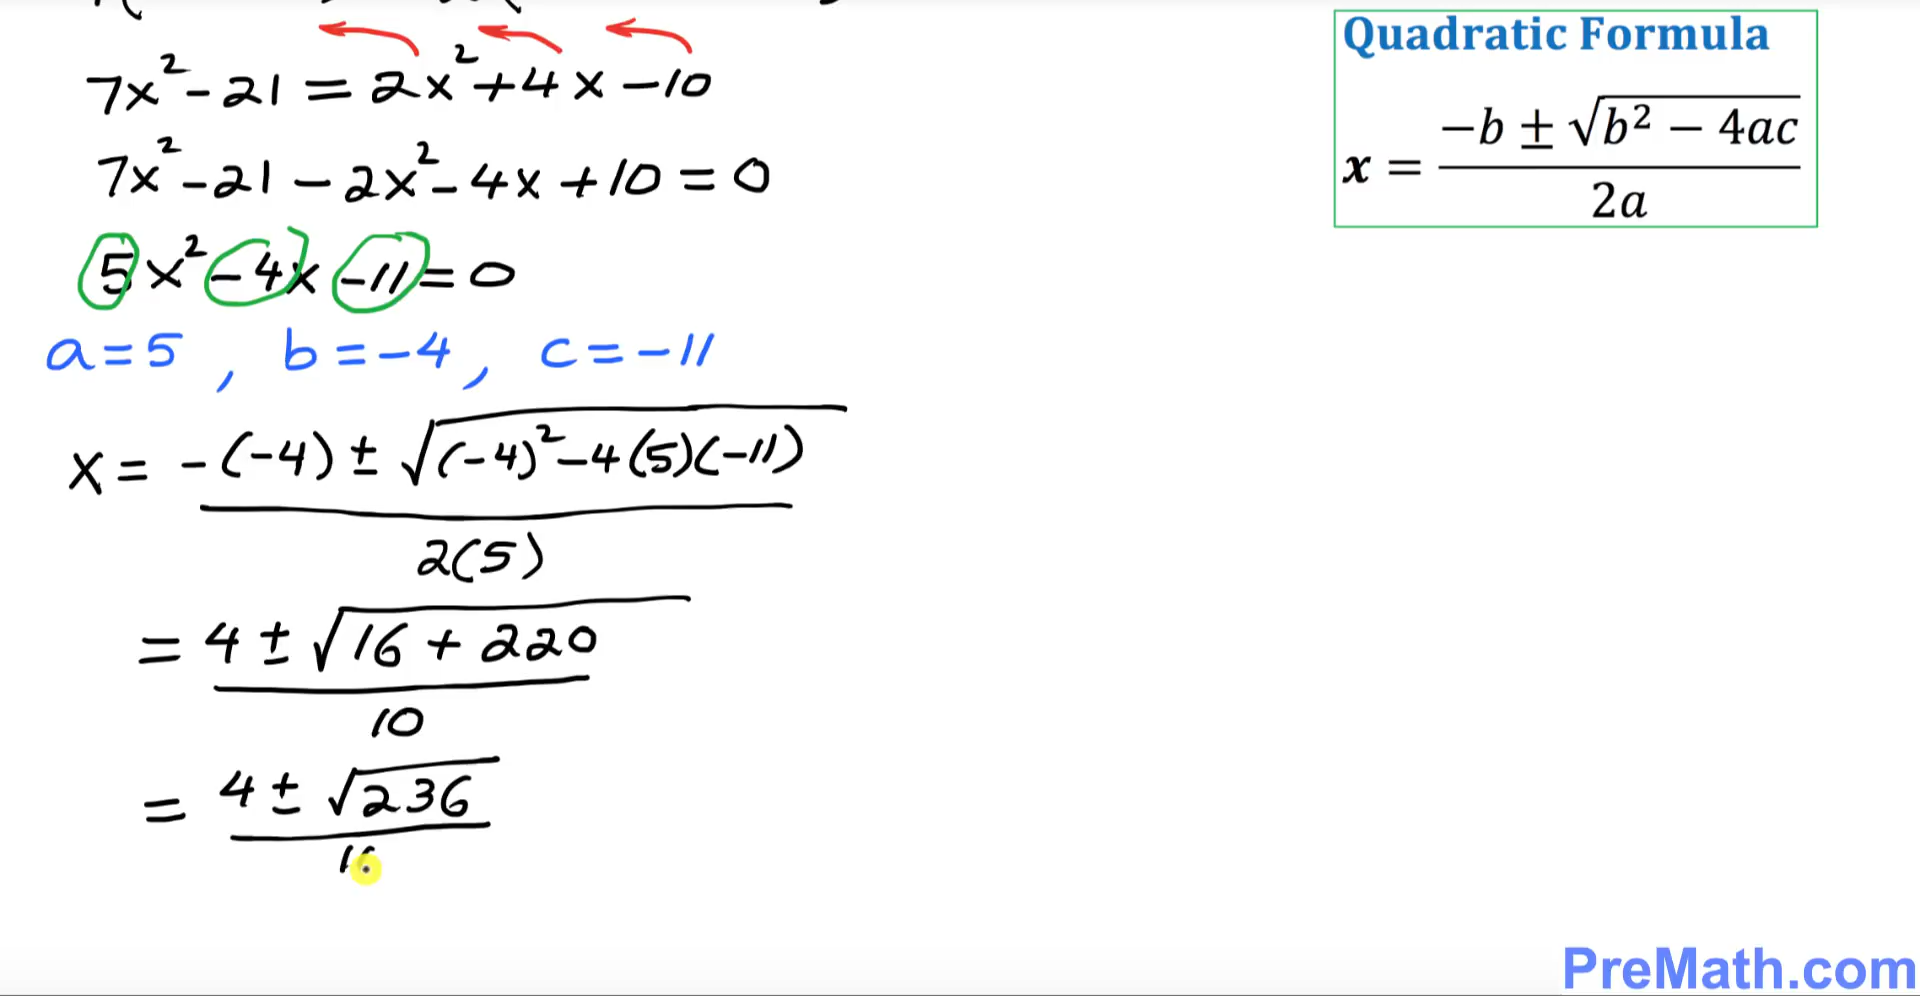 7x² - 21 = 2x² + 4x - 10
7x² - 21 - 2x² - 4x + 10 = 0
5x² - 4x - 11 = 0
a = 5 , b = -4 , c = -11
x = -(-4) ± √(-4)² - 4(5)(-11)
2(5)
= 4 ± √16 + 220
10
= 4 ± √236
Quadratic Formula
x = −b ± √b² − 4ac
2a
PreMath.com